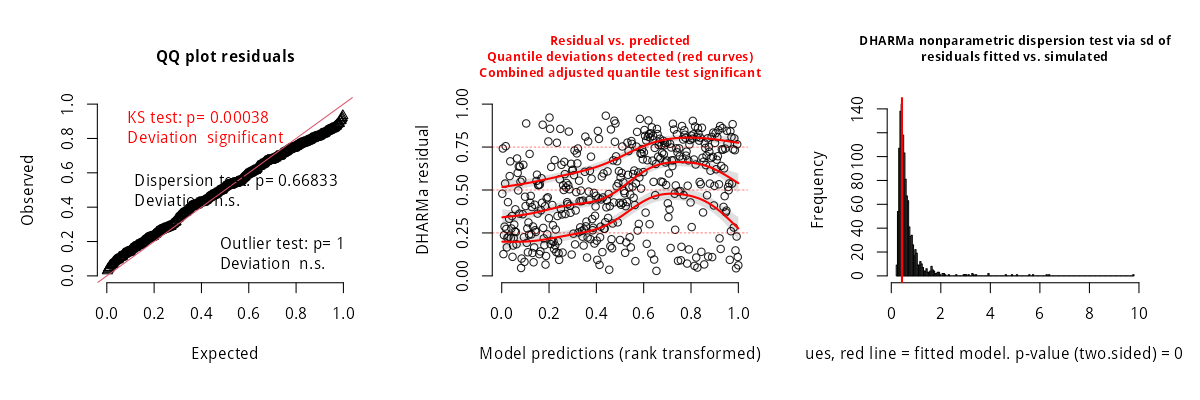 QQ plot residuals
KS test: p= 0.00038
Deviation significant
Dispersion test: p= 0.66833
Deviation n.s.
Outlier test: p= 1
Deviation n.s.
Observed
0.0 0.2 0.4 0.6 0.8 1.0
0.0 0.2 0.4 0.6 0.8 1.0
Expected
Residual vs. predicted
Quantile deviations detected (red curves)
Combined adjusted quantile test significant
DHARMa residual
0.00 0.25 0.50 0.75 1.00
0.0 0.2 0.4 0.6 0.8 1.0
Model predictions (rank transformed)
DHARMa nonparametric dispersion test via sd of
residuals fitted vs. simulated
Frequency
0 20 60 100 140
0 2 4 6 8 10
ues, red line = fitted model. p-value (two.sided) = 0